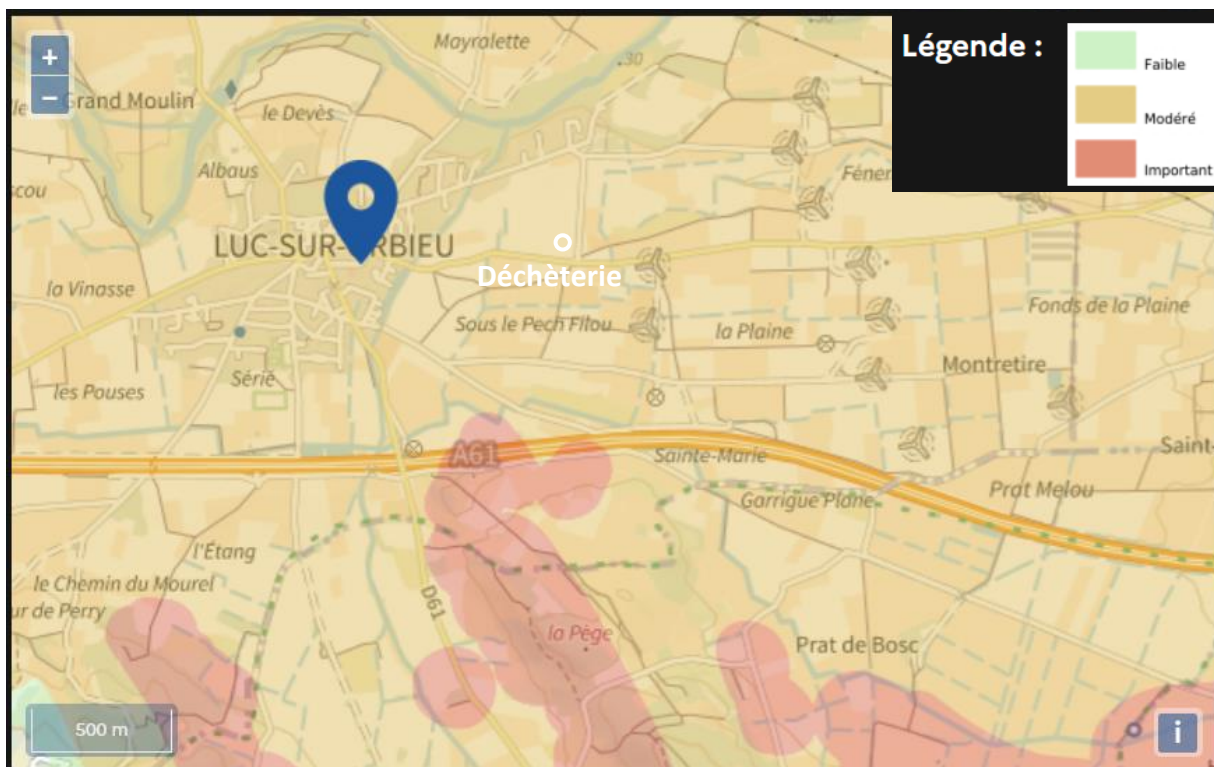 +
−
Grand Moulin
le Devès
Mayralette
.30
Légende :
Faible
Modéré
Important
Albaus
LUC-SUR-
RBIEU
Déchèterie
la Vinasse
Sous le Pech Filou
la Plaine
Fonds de la Plaine
Montretire
les Pouses
Sérié
A61
Sainte-Marie
Saint-
Garrigue Plane
Prat Melou
l'Étang
le Chemin du Mourel
ur de Perry
D61
la Pège
Prat de Bosc
500 m
i